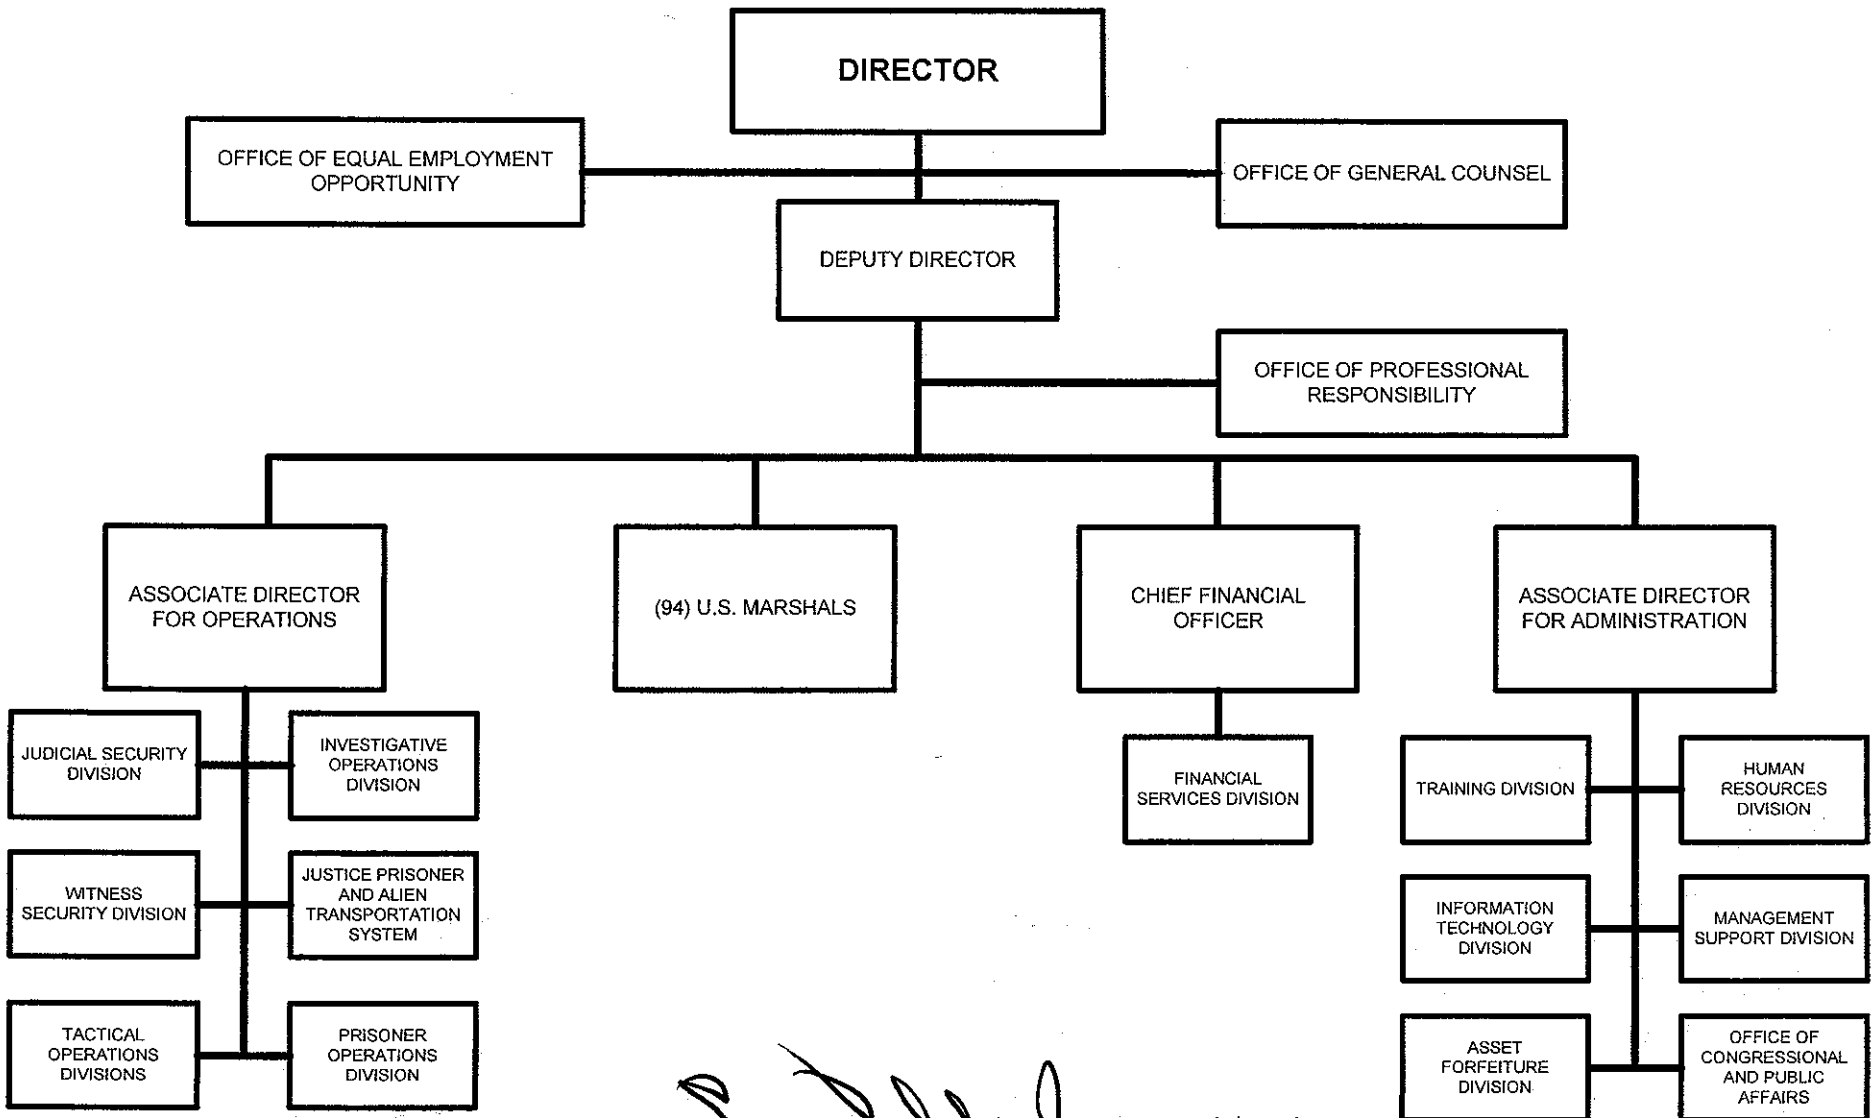 DIRECTOR
OFFICE OF EQUAL EMPLOYMENT
OPPORTUNITY
OFFICE OF GENERAL COUNSEL
DEPUTY DIRECTOR
OFFICE OF PROFESSIONAL
RESPONSIBILITY
ASSOCIATE DIRECTOR
FOR OPERATIONS
(94) U.S. MARSHALS
CHIEF FINANCIAL
OFFICER
ASSOCIATE DIRECTOR
FOR ADMINISTRATION
JUDICIAL SECURITY
DIVISION
INVESTIGATIVE
OPERATIONS
DIVISION
WITNESS
SECURITY DIVISION
JUSTICE PRISONER
AND ALIEN
TRANSPORTATION
SYSTEM
TACTICAL
OPERATIONS
DIVISIONS
PRISONER
OPERATIONS
DIVISION
FINANCIAL
SERVICES DIVISION
TRAINING DIVISION
HUMAN
RESOURCES
DIVISION
INFORMATION
TECHNOLOGY
DIVISION
MANAGEMENT
SUPPORT DIVISION
ASSET
FORFEITURE
DIVISION
OFFICE OF
CONGRESSIONAL
AND PUBLIC
AFFAIRS